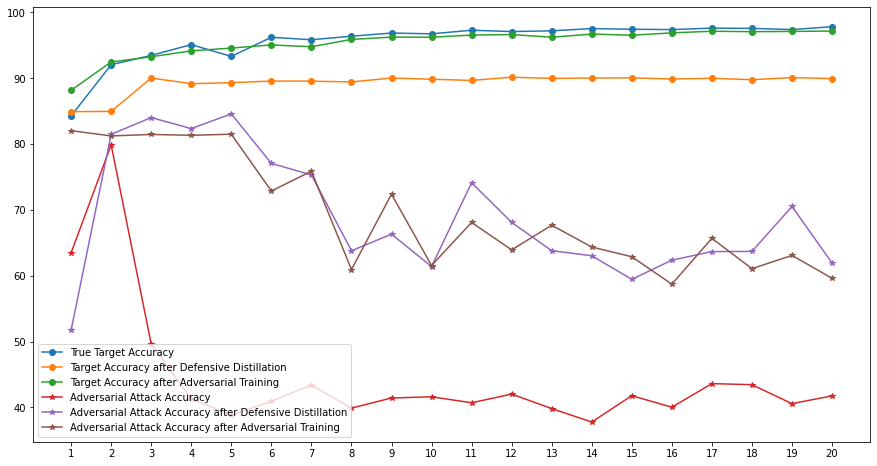 100
90
80
70
60
50
40
True Target Accuracy
Target Accuracy after Defensive Distillation
Target Accuracy after Adversarial Training
Adversarial Attack Accuracy
Adversarial Attack Accuracy after Defensive Distillation
Adversarial Attack Accuracy after Adversarial Training
1 2 3 4 5 6 7 8 9 10 11 12 13 14 15 16 17 18 19 20